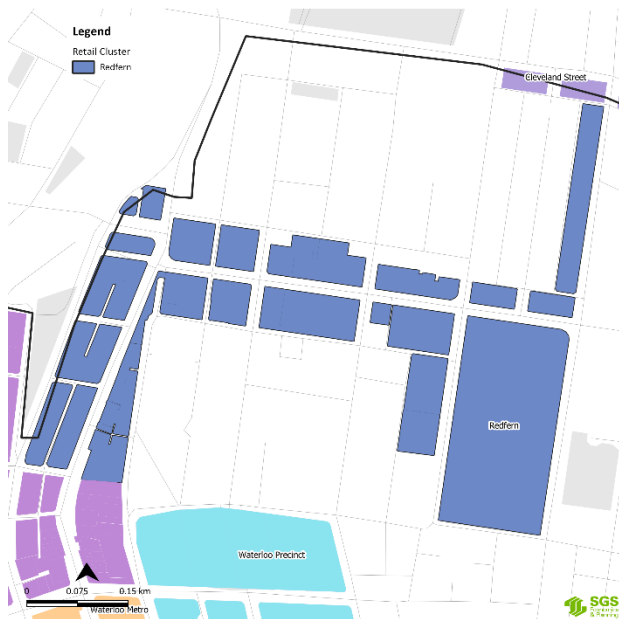 Legend
Retail Cluster
Redfern
Cleveland Street
Redfern
Waterloo Precinct
0 0.075 0.15 km
Waterloo Metro
SGS
Economics
& Planning